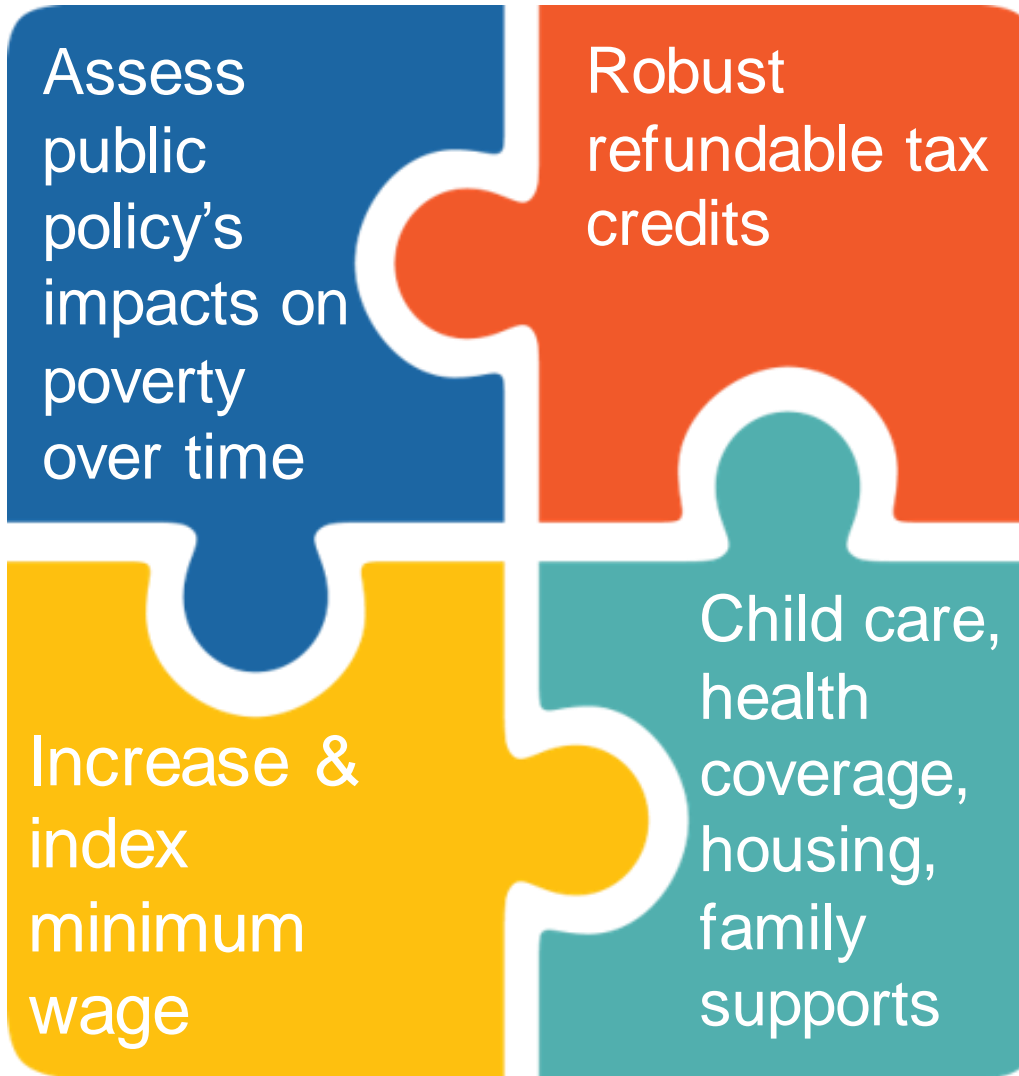 Assess
public
policy’s
impacts on
poverty
over time
Robust
refundable tax
credits
Increase &
index
minimum
wage
Child care,
health
coverage,
housing,
family
supports